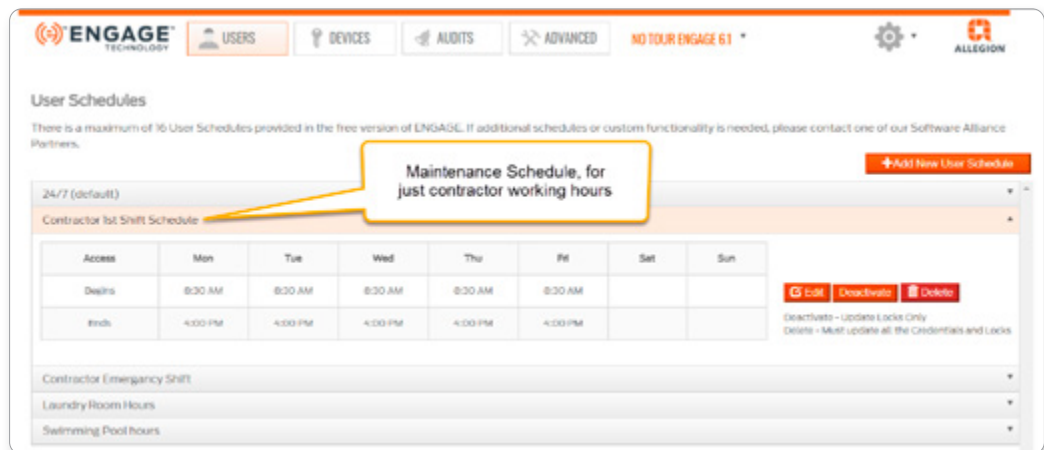 ENGAGE™
TECHNOLOGY
USERS
DEVICES
AUDITS
ADVANCED
NO TOUR ENGAGE 6.1
ALLEGION
User Schedules
There is a maximum of 16 User Schedules provided in the free version of ENGAGE. If additional schedules or custom functionality is needed, please contact one of our Software Alliance
Partners.
Maintenance Schedule, for
just contractor working hours
+Add New User Schedule
24/7 (default)
Contractor 1st Shift Schedule
Access Mon Tue Wed Thu Fri Sat Sun
Begins 8:30 AM 8:30 AM 8:30 AM 8:30 AM 8:30 AM
Ends 4:00 PM 4:00 PM 4:00 PM 4:00 PM 4:00 PM
Edit Deactivate Delete
Deactivate - Update Locks Only
Delete - Must update all the Credentials and Locks
Contractor Emergancy Shift
Laundry Room Hours
Swimming Pool hours